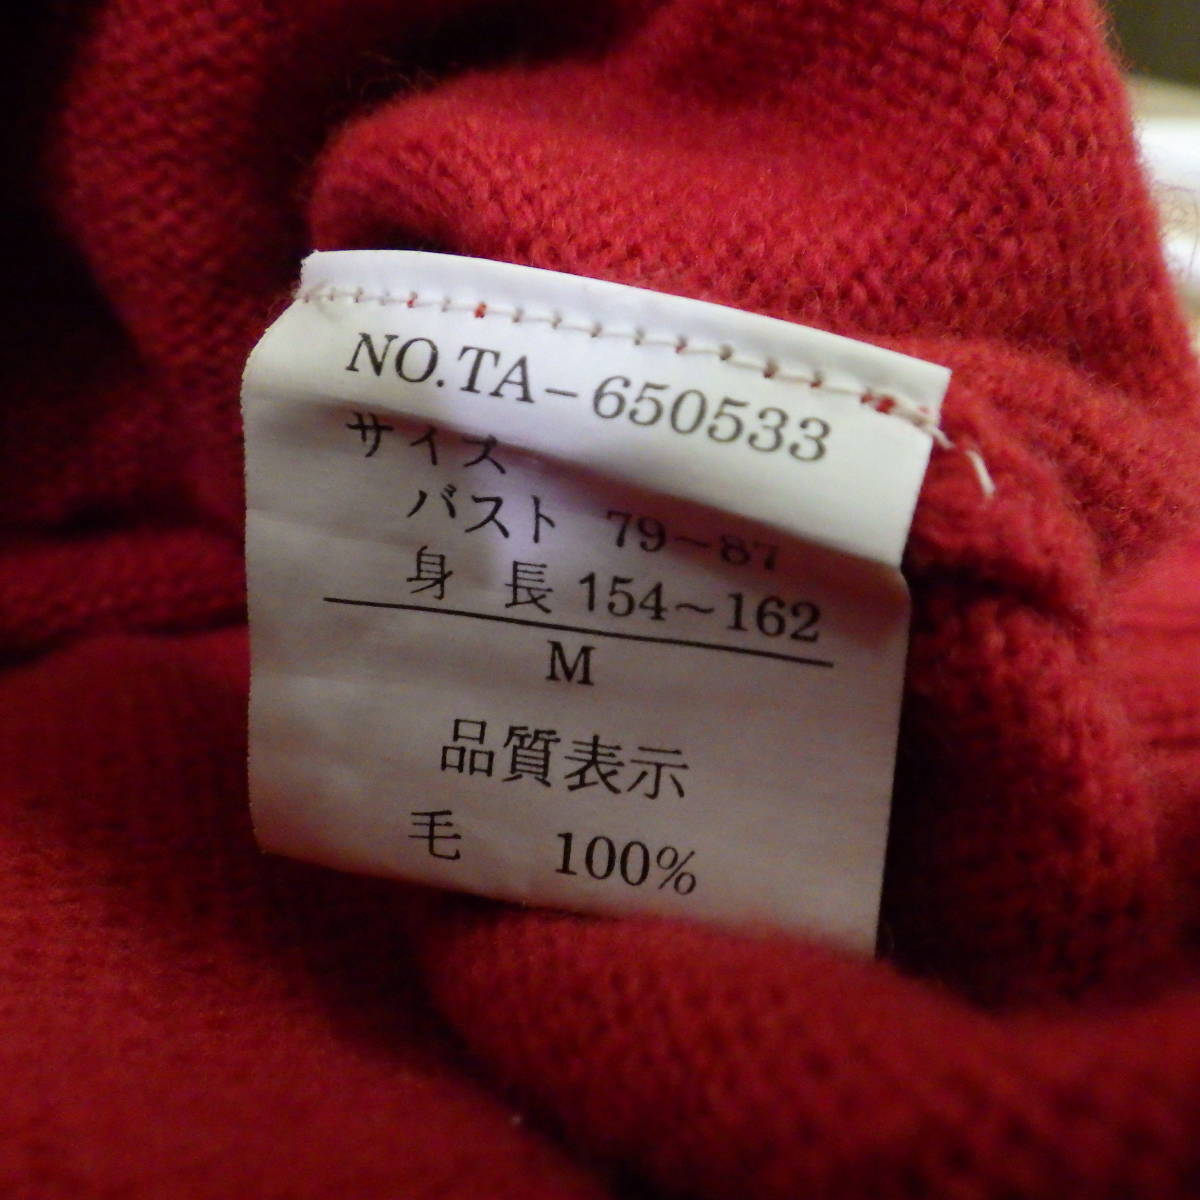 NO.TA-650533
サイズ
バスト 79~87
身 長 154~162
M
品質表示
毛 100%